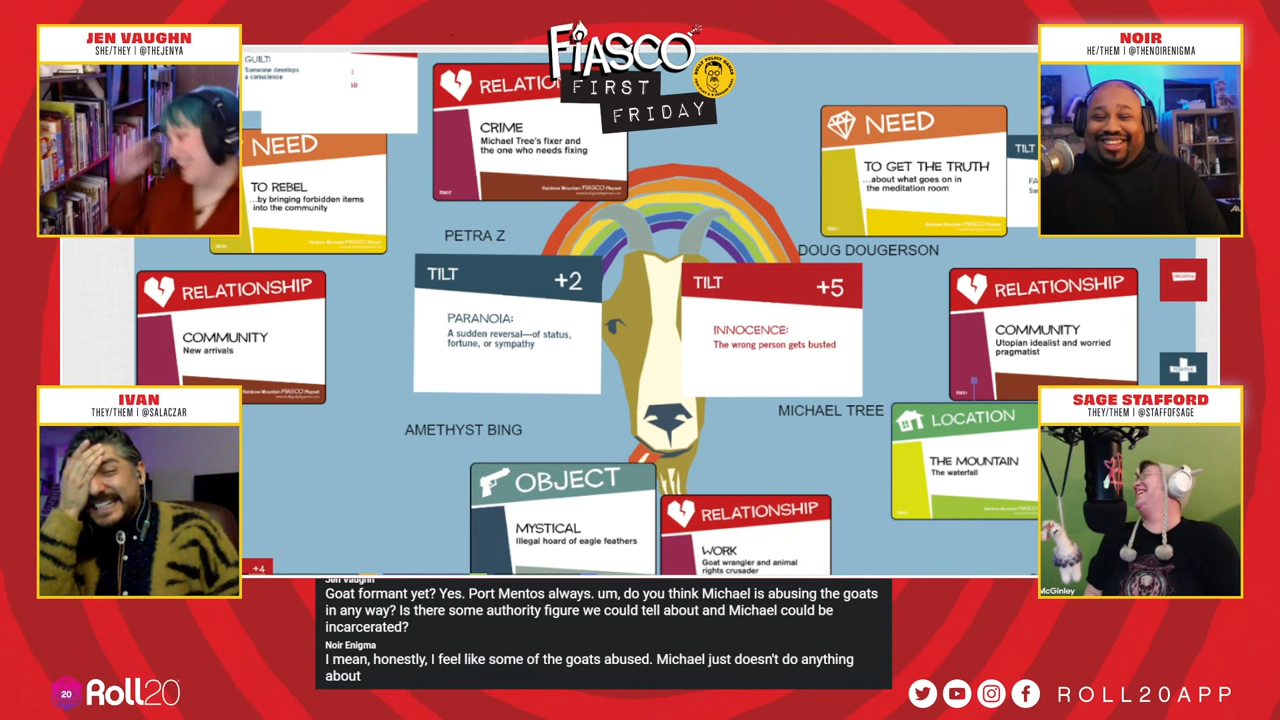 JEN VAUGHN
SHE/THEY | @THEJENYA
FIASCO
FIRST
FRIDAY
NOIR
HE/THEM | @THENOIRENIGMA
GUILT:
Someone develops
a conscience
NEED
TO REBEL
...by bringing forbidden items
into the community
RELATIO
CRIME
Michael Tree's fixer and
the one who needs fixing
Rainbow Mountain FIASCO Playset
NEED
TO GET THE TRUTH
...about what goes on in
the meditation room
TILT
PETRA Z
DOUG DOUGERSON
RELATIONSHIP
COMMUNITY
New arrivals
Rainbow Mountain FIASCO Playset
TILT +2
PARANOIA:
A sudden reversal—of status,
fortune, or sympathy
TILT +5
INNOCENCE:
The wrong person gets busted
RELATIONSHIP
COMMUNITY
Utopian idealist and worried
pragmatist
IVAN
THEY/THEM | @SALACZAR
AMETHYST BING
MICHAEL TREE
SAGE STAFFORD
THEY/THEM | @STAFFOFSAGE
LOCATION
THE MOUNTAIN
The waterfall
OBJECT
MYSTICAL
Illegal hoard of eagle feathers
RELATIONSHIP
WORK
Goat wrangler and animal
rights crusader
+4
McGinley
Jen Vaughn
Goat formant yet? Yes. Port Mentos always. um, do you think Michael is abusing the goats
in any way? Is there some authority figure we could tell about and Michael could be
incarcerated?
Noir Enigma
I mean, honestly, I feel like some of the goats abused. Michael just doesn't do anything
about
20 Roll20
ROLL20APP